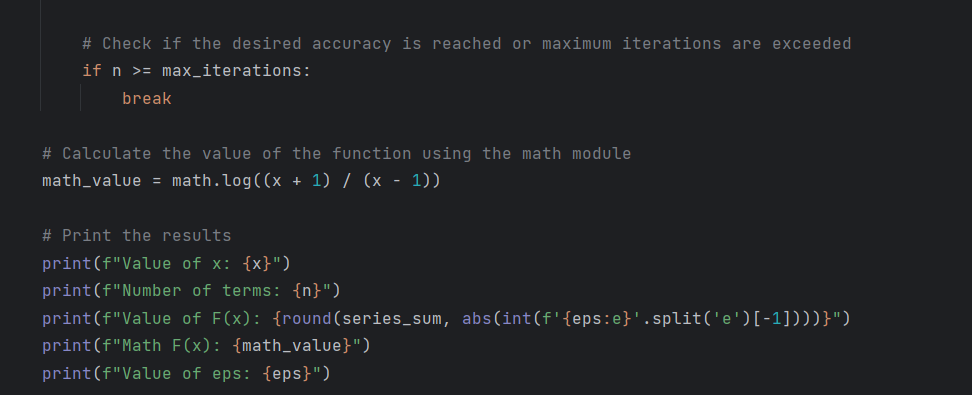 # Check if the desired accuracy is reached or maximum iterations are exceeded
if n >= max_iterations:
break
# Calculate the value of the function using the math module
math_value = math.log((x + 1) / (x - 1))
# Print the results
print(f"Value of x: {x}")
print(f"Number of terms: {n}")
print(f"Value of F(x): {round(series_sum, abs(int(f'{eps:e}'.split('e')[-1])))}")
print(f"Math F(x): {math_value}")
print(f"Value of eps: {eps}")